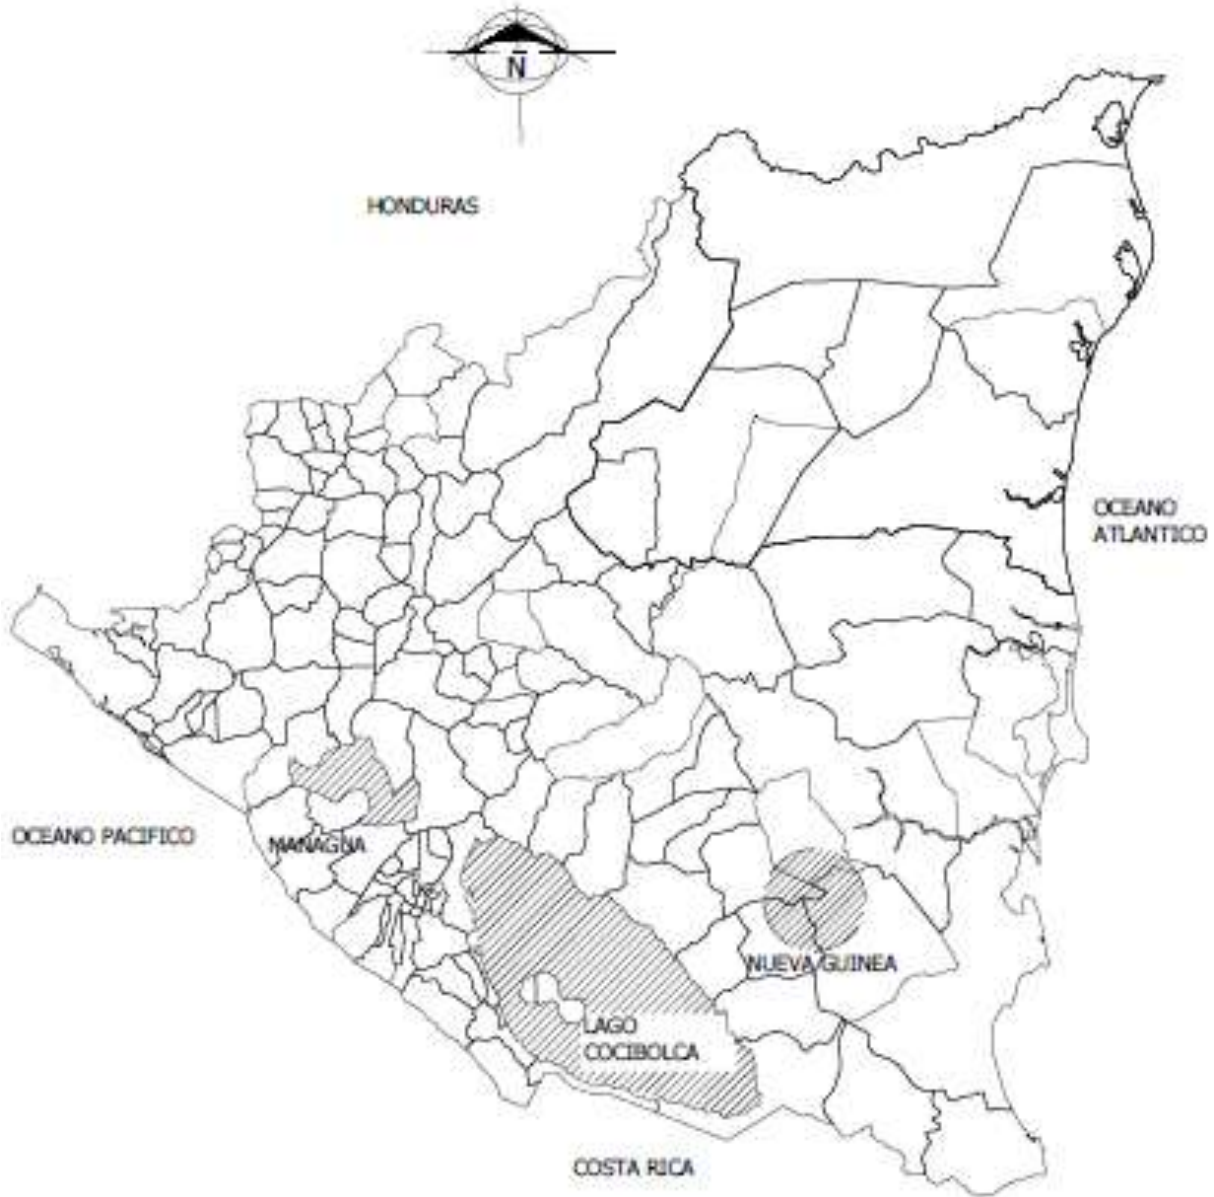 N
HONDURAS
OCEANO
ATLANTICO
OCEANO PACIFICO
MANAGUA
NUEVA GUINEA
LAGO
COCIBOLCA
COSTA RICA